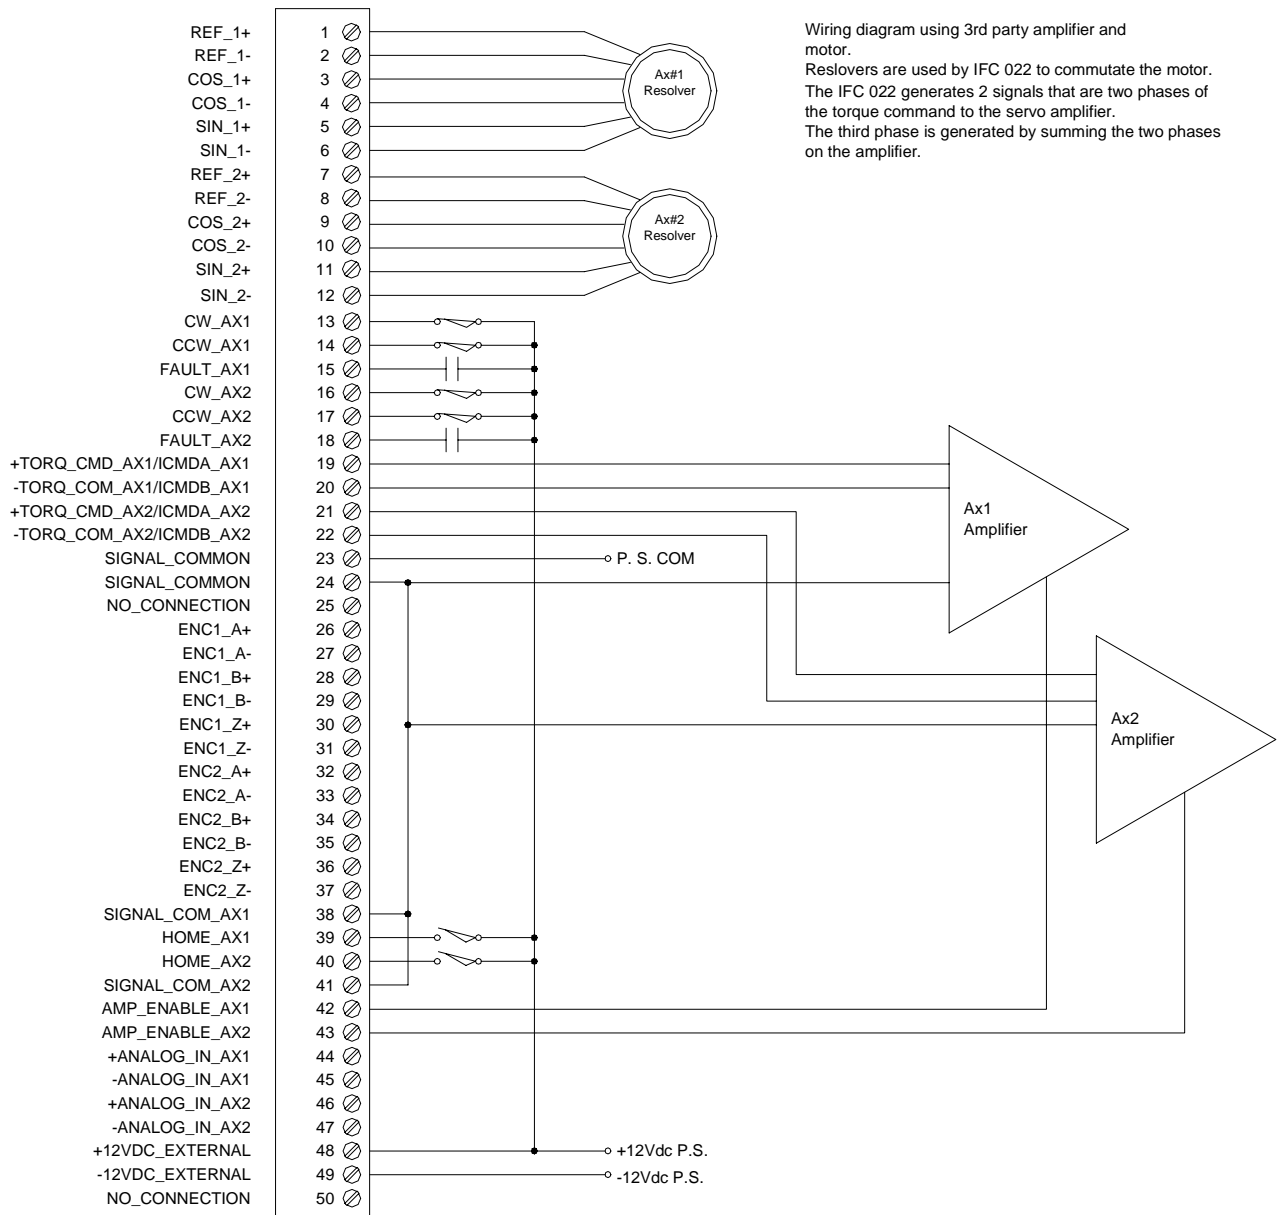 REF_1+ 1
REF_1- 2
COS_1+ 3
COS_1- 4
SIN_1+ 5
SIN_1- 6
REF_2+ 7
REF_2- 8
COS_2+ 9
COS_2- 10
SIN_2+ 11
SIN_2- 12
CW_AX1 13
CCW_AX1 14
FAULT_AX1 15
CW_AX2 16
CCW_AX2 17
FAULT_AX2 18
+TORQ_CMD_AX1/ICMDA_AX1 19
-TORQ_COM_AX1/ICMDB_AX1 20
+TORQ_CMD_AX2/ICMDA_AX2 21
-TORQ_COM_AX2/ICMDB_AX2 22
SIGNAL_COMMON 23
SIGNAL_COMMON 24
NO_CONNECTION 25
ENC1_A+ 26
ENC1_A- 27
ENC1_B+ 28
ENC1_B- 29
ENC1_Z+ 30
ENC1_Z- 31
ENC2_A+ 32
ENC2_A- 33
ENC2_B+ 34
ENC2_B- 35
ENC2_Z+ 36
ENC2_Z- 37
SIGNAL_COM_AX1 38
HOME_AX1 39
HOME_AX2 40
SIGNAL_COM_AX2 41
AMP_ENABLE_AX1 42
AMP_ENABLE_AX2 43
+ANALOG_IN_AX1 44
-ANALOG_IN_AX1 45
+ANALOG_IN_AX2 46
-ANALOG_IN_AX2 47
+12VDC_EXTERNAL 48
-12VDC_EXTERNAL 49
NO_CONNECTION 50
Ax#1
Resolver
Ax#2
Resolver
Wiring diagram using 3rd party amplifier and
motor.
Reslovers are used by IFC 022 to commutate the motor.
The IFC 022 generates 2 signals that are two phases of
the torque command to the servo amplifier.
The third phase is generated by summing the two phases
on the amplifier.
Ax1
Amplifier
P. S. COM
Ax2
Amplifier
+12Vdc P.S.
-12Vdc P.S.